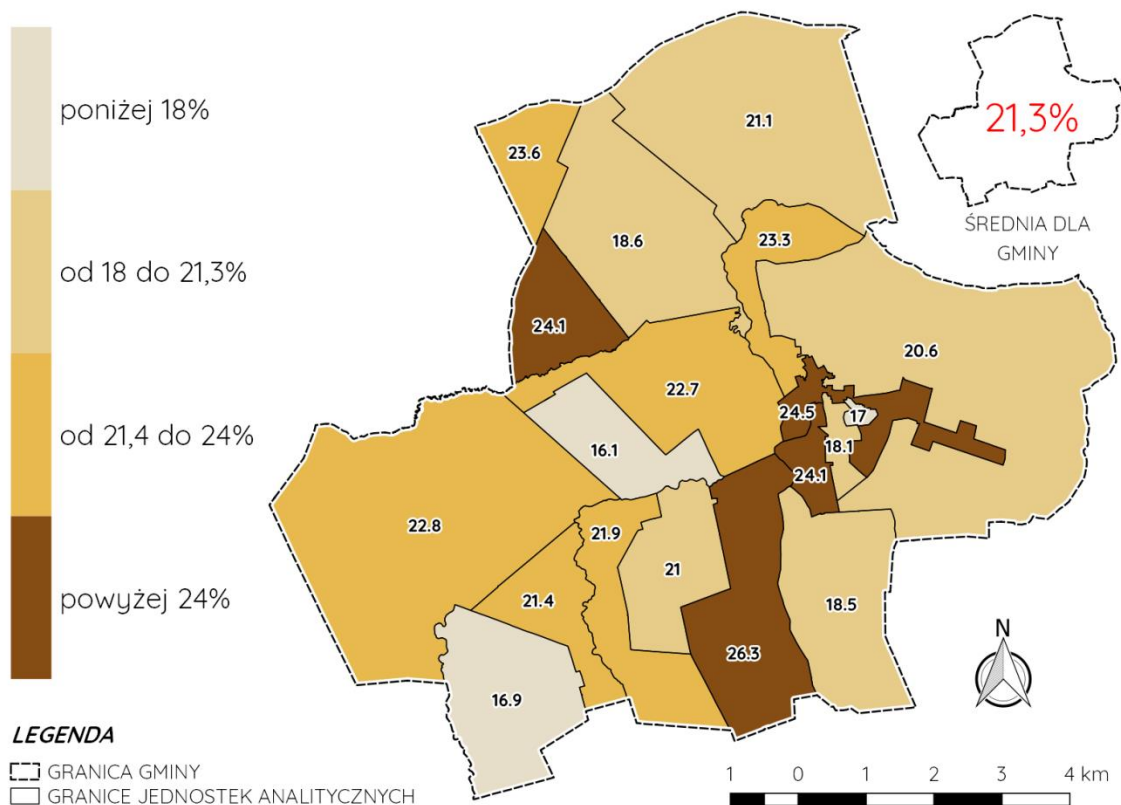 poniżej 18%
od 18 do 21,3%
od 21,4 do 24%
powyżej 24%
21.1
21,3%
ŚREDNIA DLA
GMINY
23.6
18.6
23.3
24.1
20.6
22.7
24.5
17
16.1
18.1
24.1
22.8
21.9
21
21.4
18.5
26.3
16.9
N
LEGENDA
GRANICA GMINY
GRANICE JEDNOSTEK ANALITYCZNYCH
1 0 1 2 3 4 km